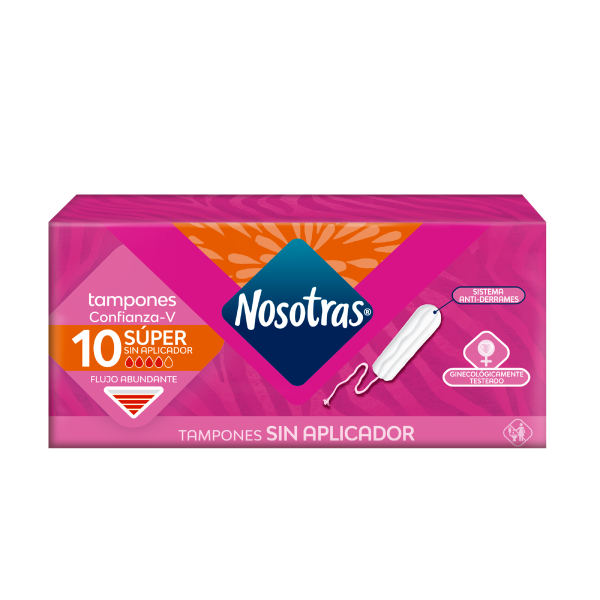 tampones
Confianza-V
10 SÚPER
SIN APLICADOR
FLUJO ABUNDANTE
Nosotras®
SISTEMA
ANTI-DERRAMES
GINECOLÓGICAMENTE
TESTEADO
TAMPONES SIN APLICADOR